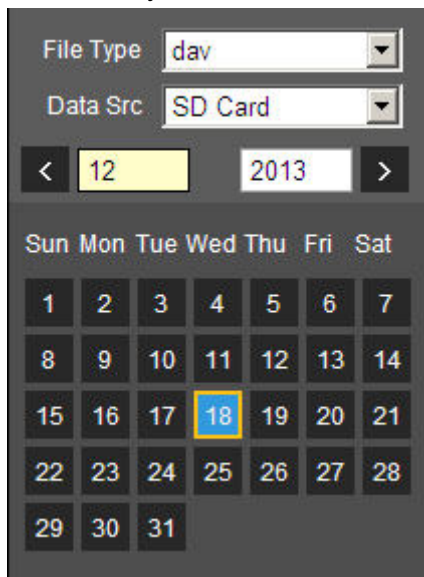 File Type dav
Data Src SD Card
< 12 2013 >
Sun Mon Tue Wed Thu Fri Sat
1 2 3 4 5 6 7
8 9 10 11 12 13 14
15 16 17 18 19 20 21
22 23 24 25 26 27 28
29 30 31